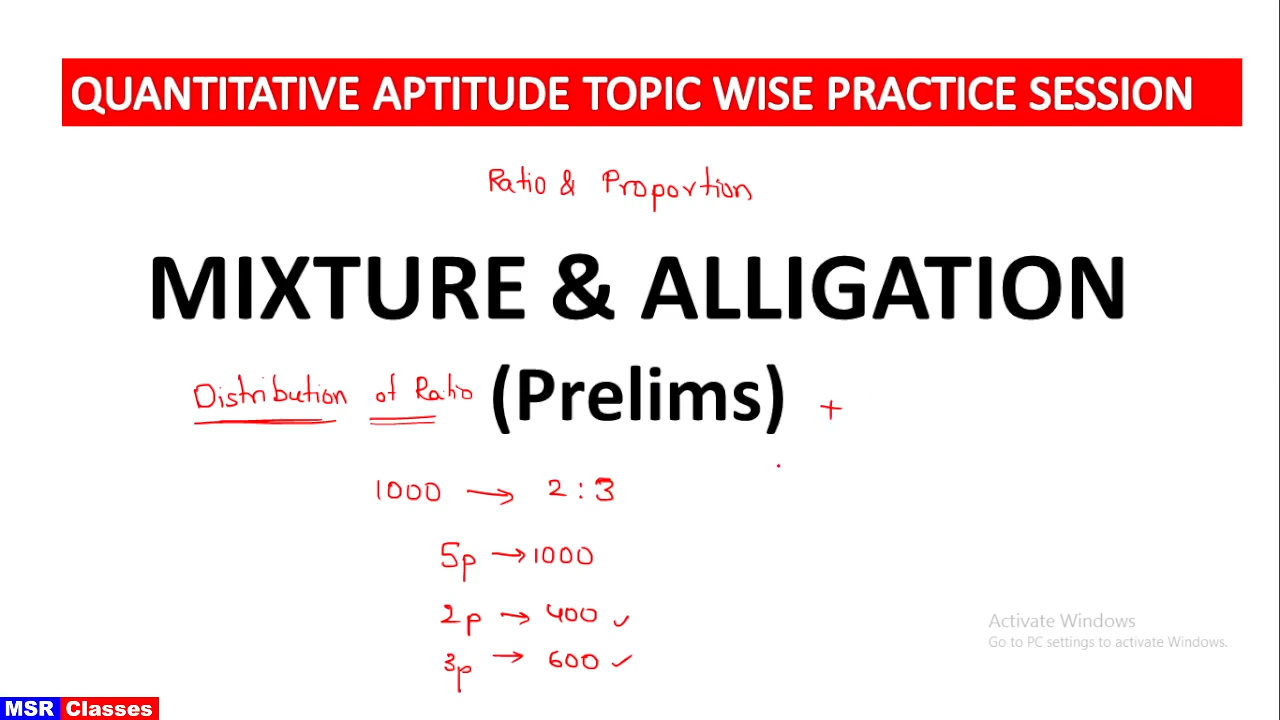 QUANTITATIVE APTITUDE TOPIC WISE PRACTICE SESSION
Ratio & Proportion
MIXTURE & ALLIGATION
Distribution of Ratio (Prelims) +
1000 → 2 : 3
5p → 1000
2p → 400 ✓
3p → 600 ✓
Activate Windows
Go to PC settings to activate Windows.
MSR Classes